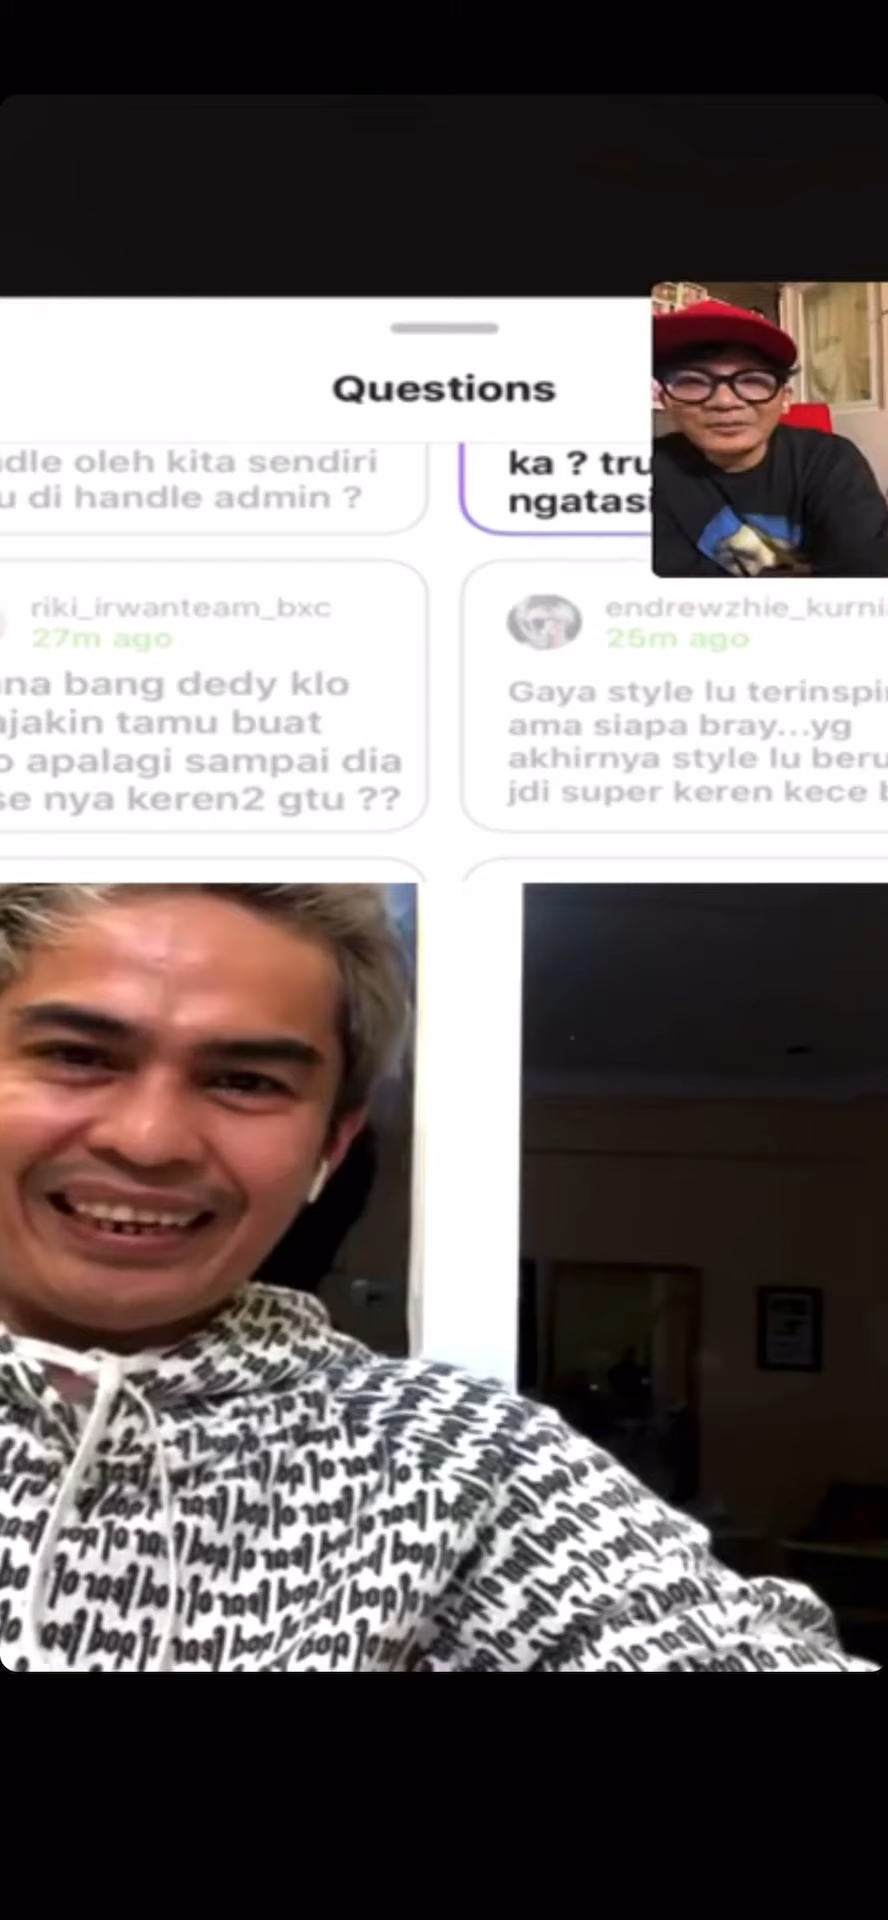 Questions
dle oleh kita sendiri
u di handle admin ?
ka ? tru
ngatasi
riki_irwanteam_bxc
27m ago
na bang dedy klo
ajakin tamu buat
o apalagi sampai dia
se nya keren2 gtu ??
endrewzhie_kurni
25m ago
Gaya style lu terinspir
ama siapa bray...yg
akhirnya style lu beru
jdi super keren kece b